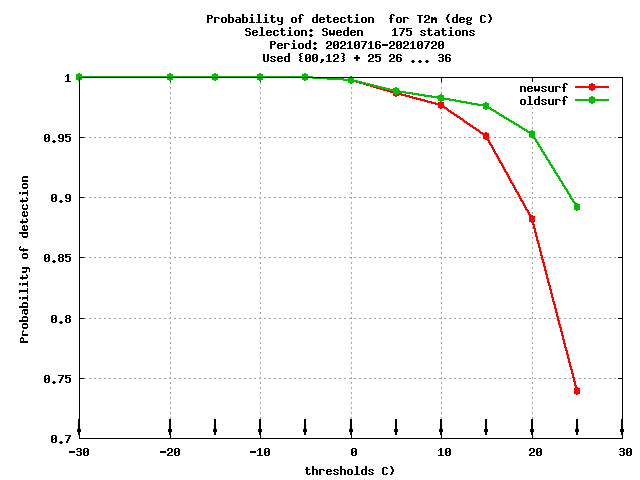 Probability of detection for T2m (deg C)
Selection: Sweden 175 stations
Period: 20210716-20210720
Used {00,12} + 25 26 ... 36
newsurf
oldsurf
1
0.95
0.9
0.85
0.8
0.75
0.7
Probability of detection
-30 -20 -10 0 10 20 30
thresholds C)